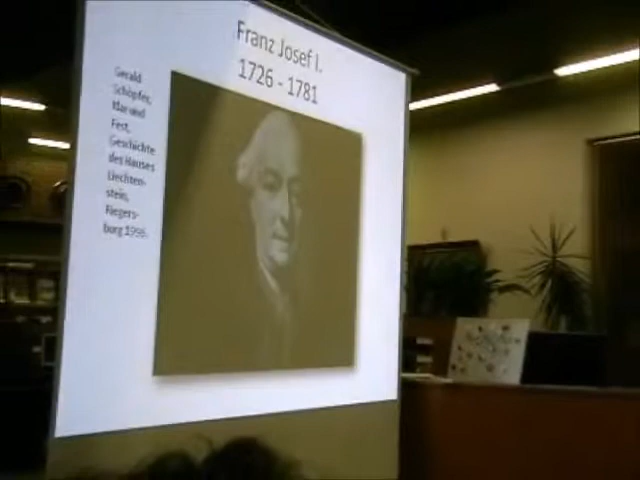 Franz Josef I.
1726 - 1781
Gerald
Schöpfer,
Klar und
Fest,
Geschichte
des Hauses
Liechten-
stein,
Riegers-
burg 1996.